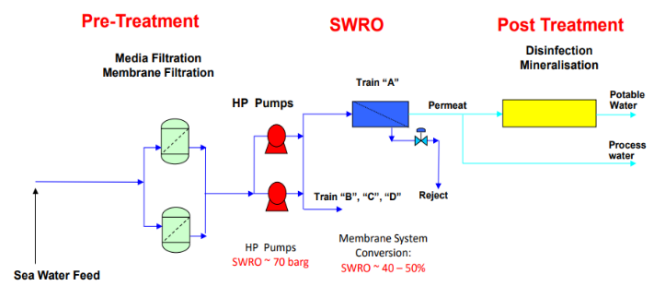 Pre-Treatment
SWRO
Post Treatment
Media Filtration
Membrane Filtration
Disinfection
Mineralisation
Train “A”
HP Pumps
Permeat
Potable
Water
Process
water
Train “B”, “C”, “D”
Reject
HP Pumps
SWRO ~ 70 barg
Membrane System
Conversion:
SWRO ~ 40 – 50%
Sea Water Feed